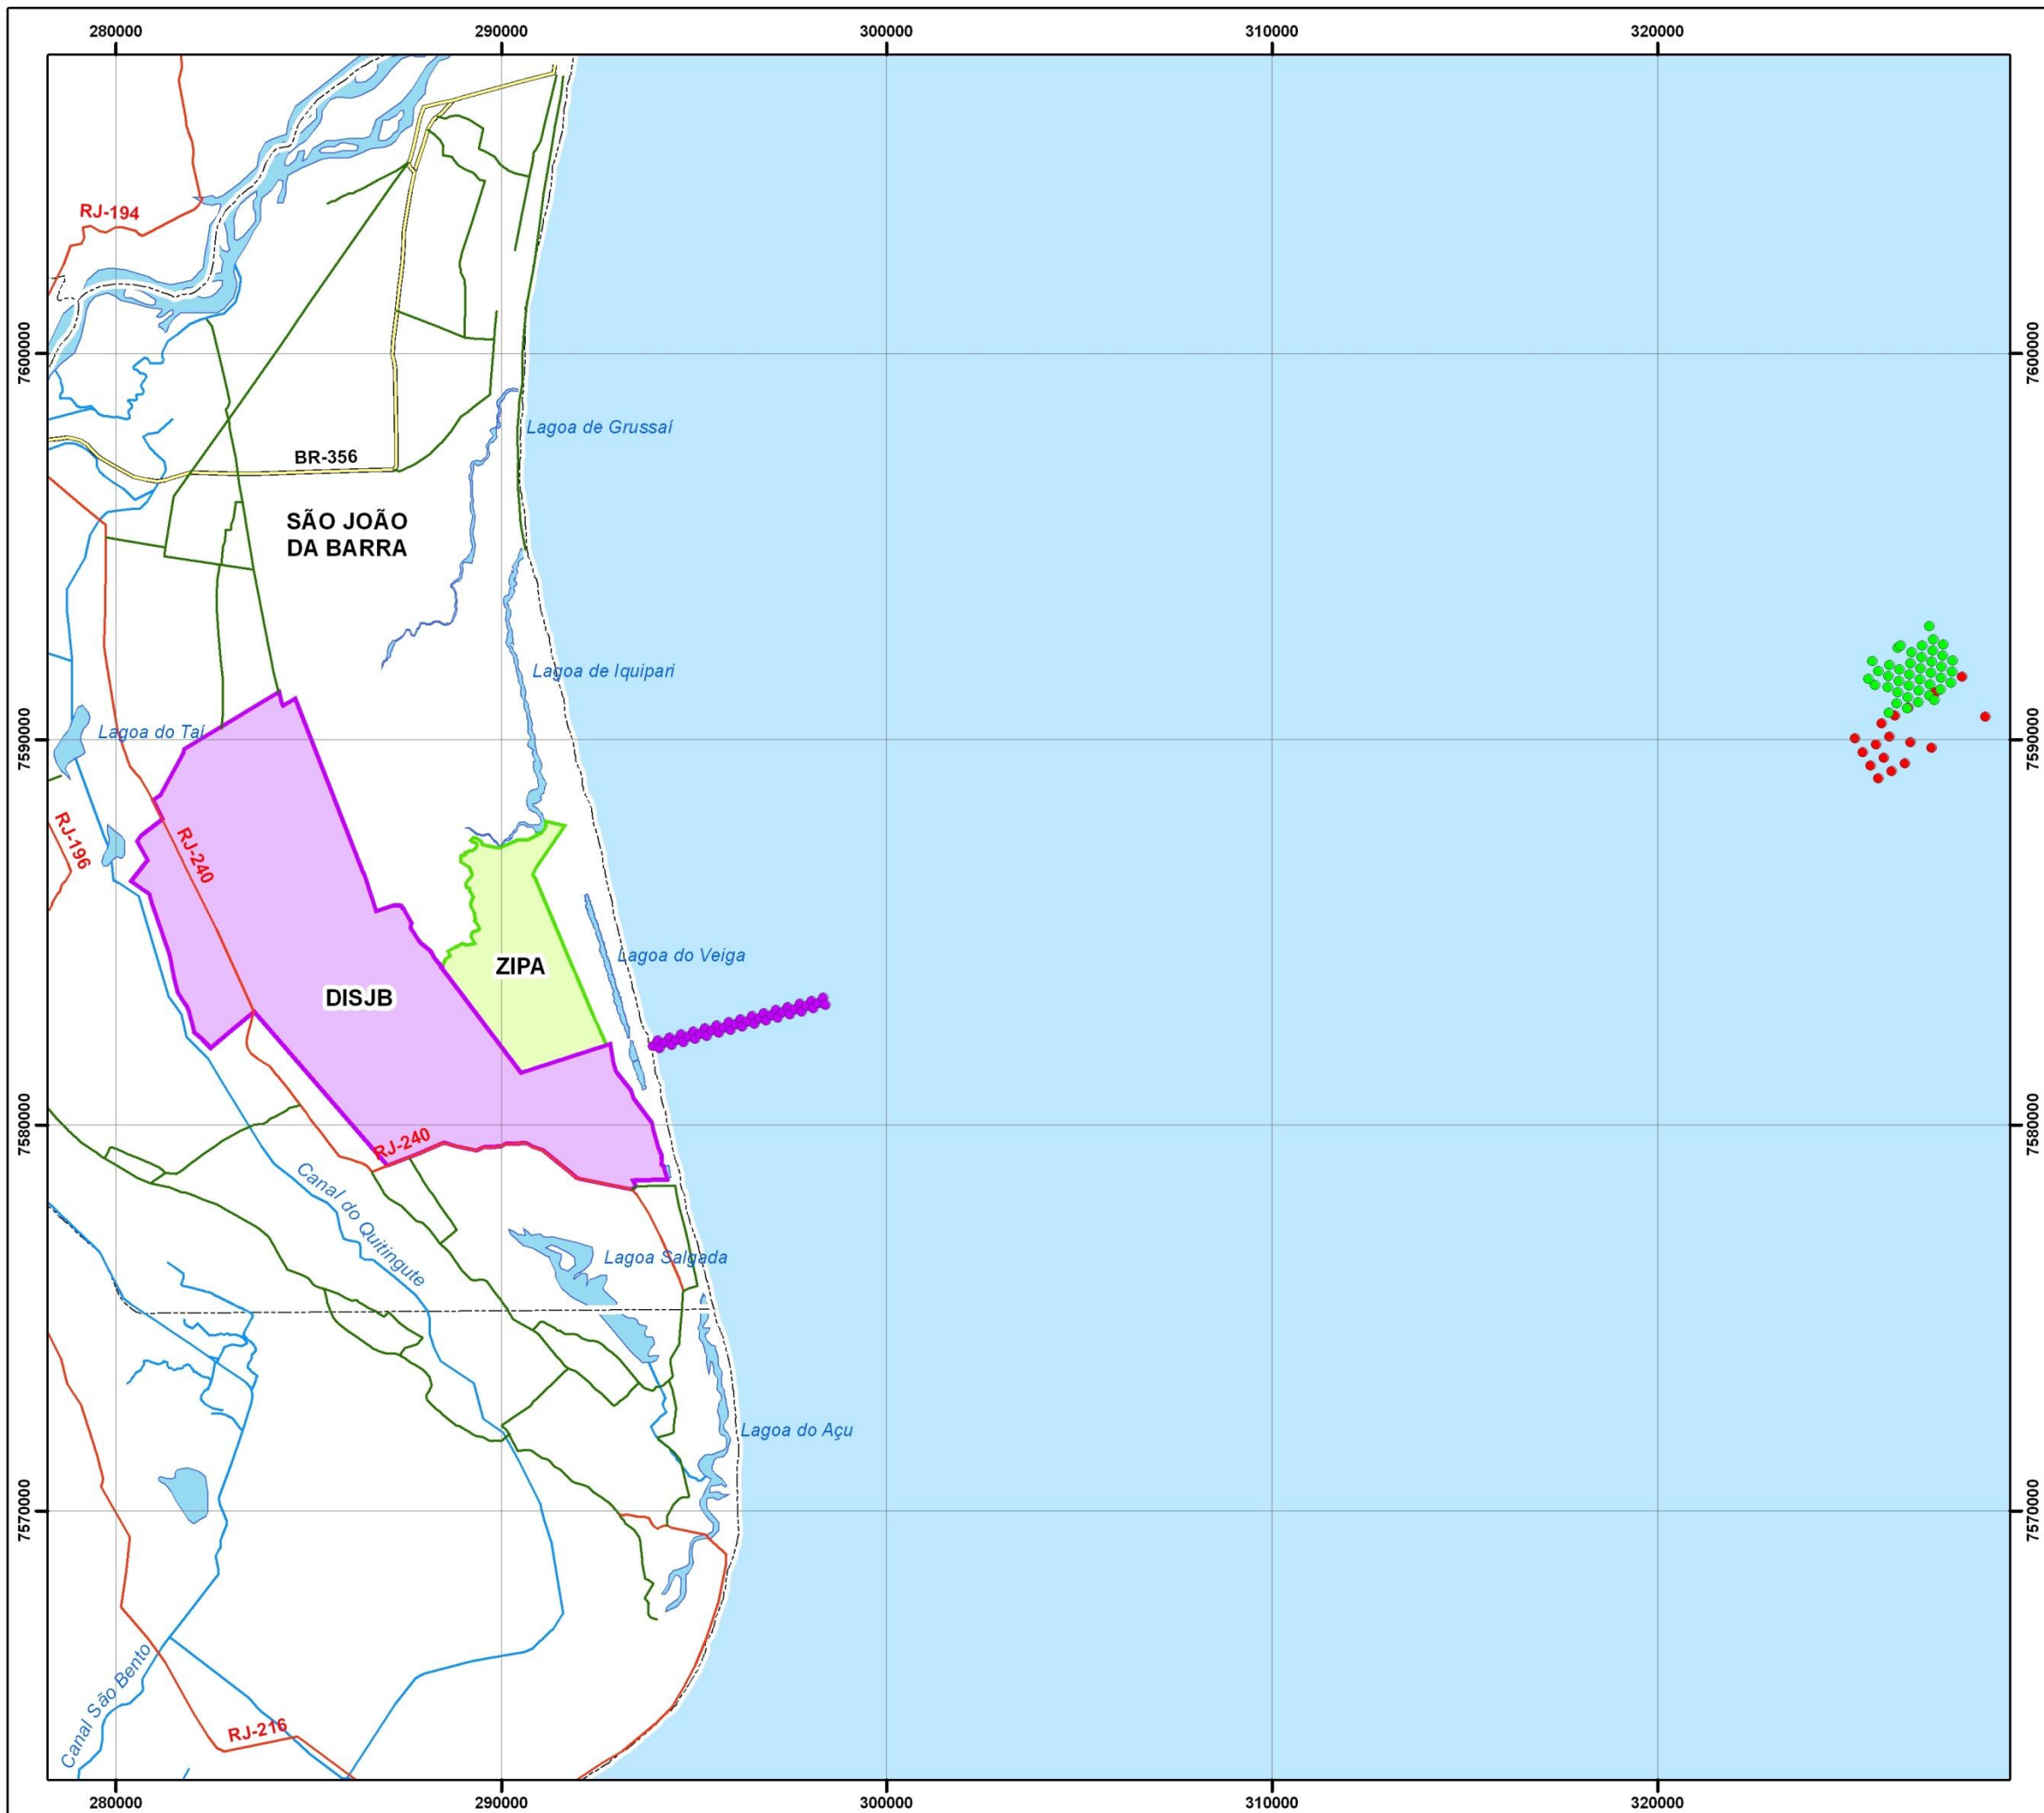 280000 290000 300000 310000 320000
RJ-194
7600000 7600000
Lagoa de Grussaí
BR-356
SÃO JOÃO
DA BARRA
Lagoa de Iquipari
Lagoa do Taí
7590000 7590000
RJ-196
RJ-240
Lagoa do Veiga
ZIPA
DISJB
7580000 7580000
RJ-240
Canal do Quitingute
Lagoa Salgada
Lagoa do Açu
7570000 7570000
Canal São Bento
RJ-216
280000 290000 300000 310000 320000